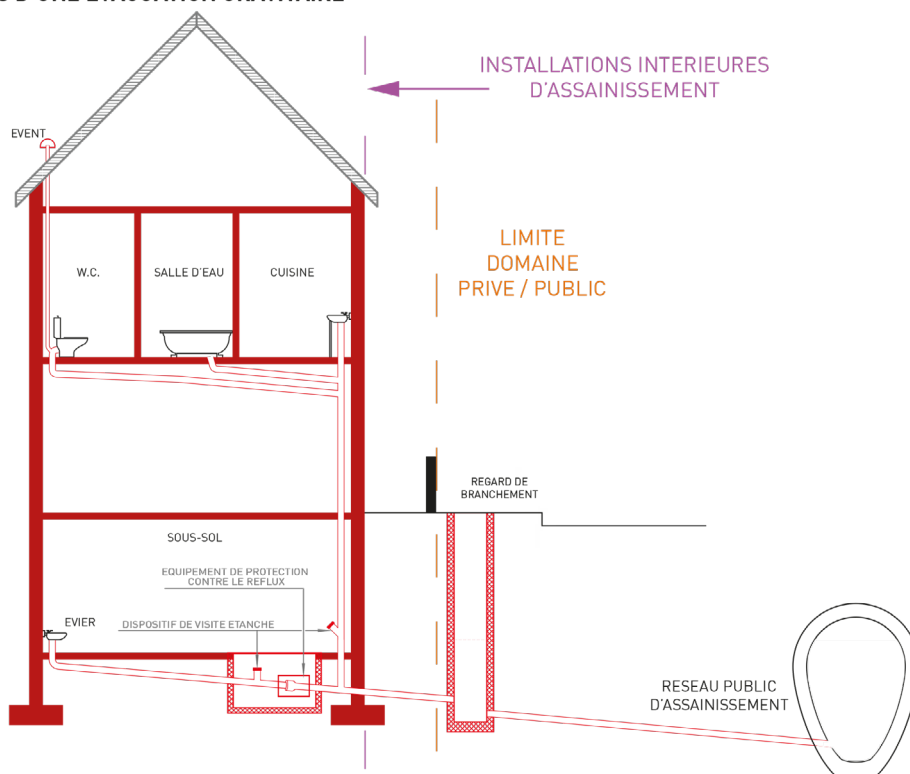 INSTALLATIONS INTERIEURES
D'ASSAINISSEMENT
EVENT
LIMITE
DOMAINE
PRIVE / PUBLIC
W.C.
SALLE D'EAU
CUISINE
REGARD DE
BRANCHEMENT
SOUS-SOL
EQUIPEMENT DE PROTECTION
CONTRE LE REFLUX
EVIER
DISPOSITIF DE VISITE ETANCHE
RESEAU PUBLIC
D'ASSAINISSEMENT